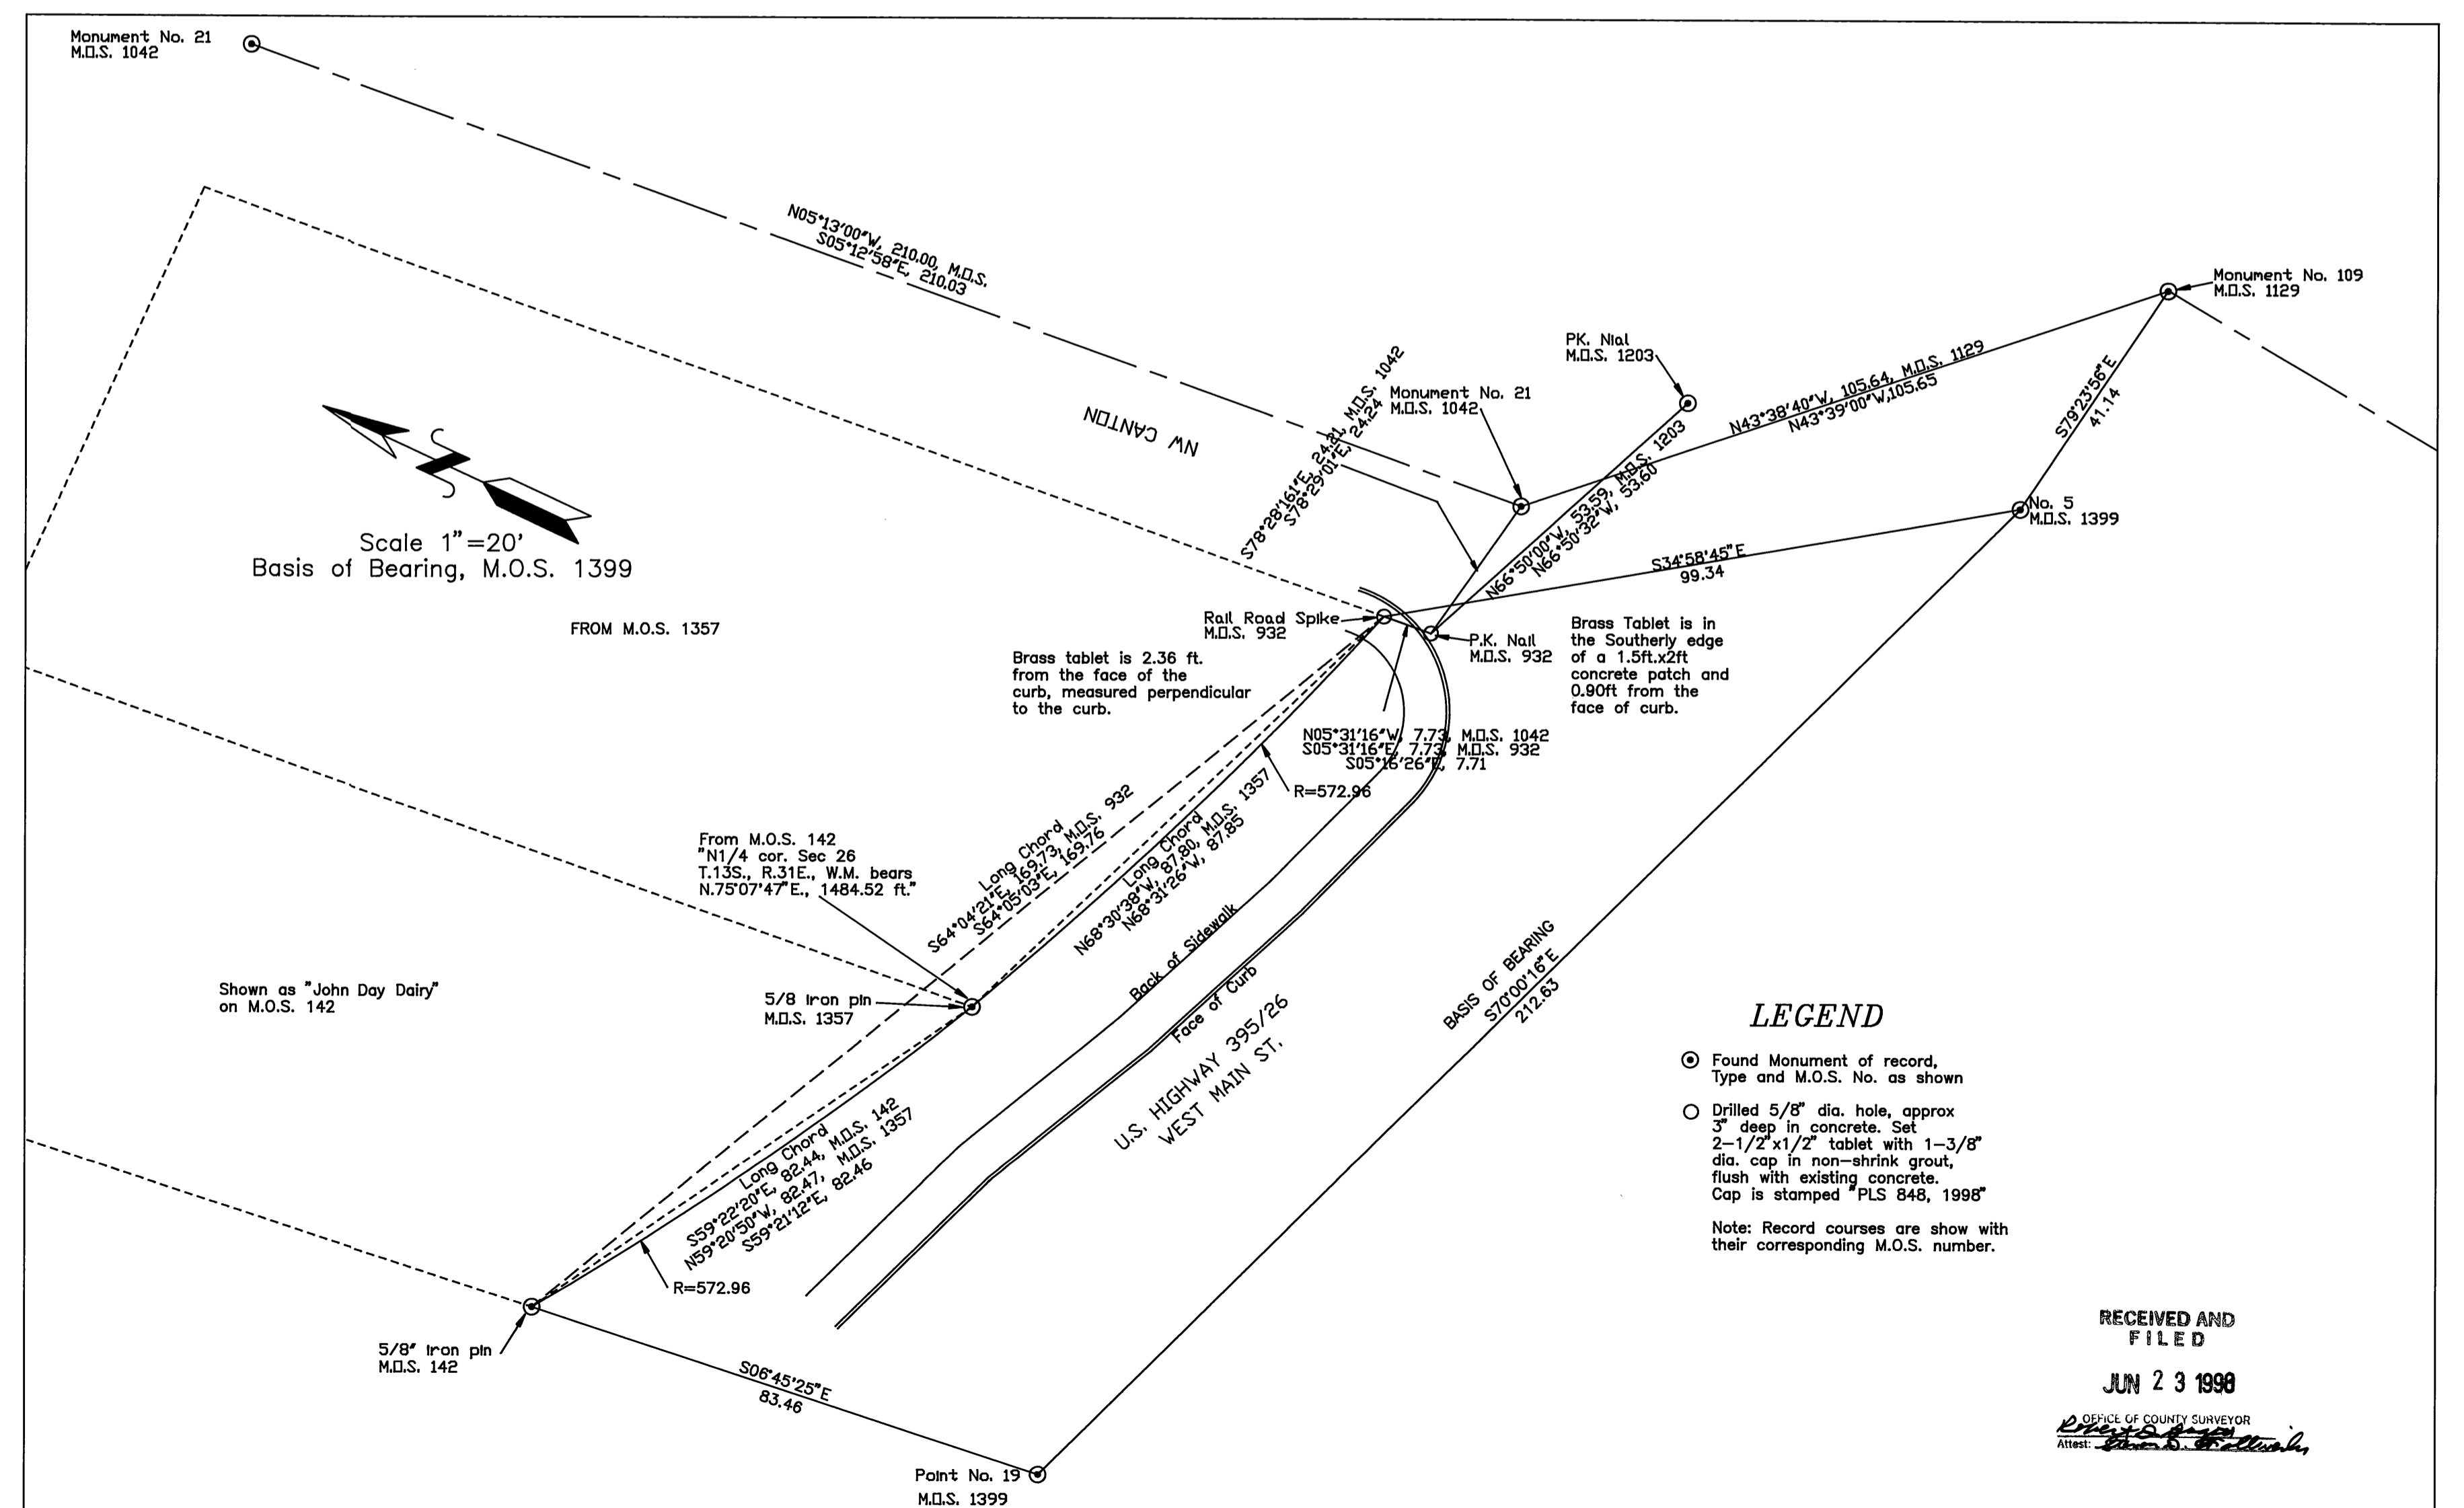 Monument No. 21
M.O.S. 1042
N05°13'00"W, 210.00, M.O.S.
S05°12'58"E, 210.03
Monument No. 109
M.O.S. 1129
PK. Nial
M.O.S. 1203
N43°38'40"W, 105.64, M.O.S. 1129
N43°39'00"W,105.65
S79°23'56"E
41.14
Monument No. 21
M.O.S. 1042
NW CANTON
S78°28'161"E, 24.21, M.O.S. 1042
S78°29'01"E, 24.24
N66°50'00"W, 53.59, M.O.S. 1203
N66°50'32"W, 53.60
No. 5
M.O.S. 1399
S34°58'45"E
99.34
Scale 1"=20'
Basis of Bearing, M.O.S. 1399
FROM M.O.S. 1357
Rail Road Spike
M.O.S. 932
P.K. Nail
M.O.S. 932
Brass Tablet is in
the Southerly edge
of a 1.5ft.x2ft
concrete patch and
0.90ft from the
face of curb.
Brass tablet is 2.36 ft.
from the face of the
curb, measured perpendicular
to the curb.
N05°31'16"W, 7.73, M.O.S. 1042
S05°31'16"E, 7.73, M.O.S. 932
S05°16'26"E, 7.71
R=572.96
Long Chord
S64°04'21"E, 169.73, M.O.S. 932
S64°05'03"E, 169.76
Long Chord
N68°30'38"W, 87.80, M.O.S. 1357
N68°31'26"W, 87.85
From M.O.S. 142
"N1/4 cor. Sec 26
T.13S., R.31E., W.M. bears
N.75°07'47"E., 1484.52 ft."
Back of Sidewalk
Face of Curb
BASIS OF BEARING
S70°00'16"E
212.63
Shown as "John Day Dairy"
on M.O.S. 142
5/8 iron pin
M.O.S. 1357
U.S. HIGHWAY 395/26
WEST MAIN ST.
LEGEND
Found Monument of record,
Type and M.O.S. No. as shown
Drilled 5/8" dia. hole, approx
3" deep in concrete. Set
2-1/2"x1/2" tablet with 1-3/8"
dia. cap in non-shrink grout,
flush with existing concrete.
Cap is stamped "PLS 848, 1998"
Note: Record courses are show with
their corresponding M.O.S. number.
Long Chord
S59°22'20"E, 82.44, M.O.S. 142
N59°20'50"W, 82.47, M.O.S. 1357
S59°21'12"E, 82.46
R=572.96
5/8" iron pin
M.O.S. 142
S06°45'25"E
83.46
Point No. 19
M.O.S. 1399
RECEIVED AND
FILED
JUN 23 1998
OFFICE OF COUNTY SURVEYOR
Attest: